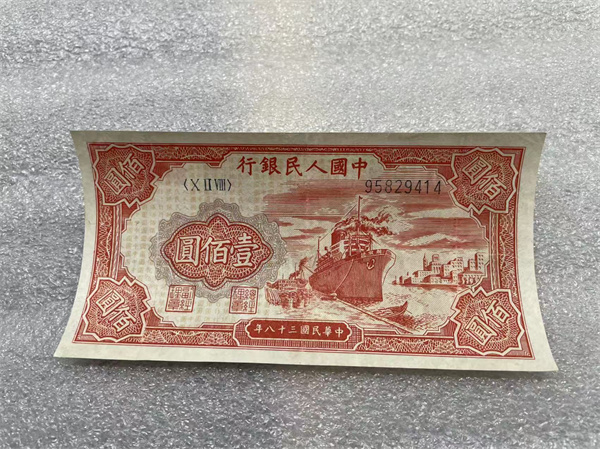 行銀民人國中
〈X II VIII〉
95829414
圓佰壹
年八十三國民華中
佰圓
佰圓
佰圓
佰圓